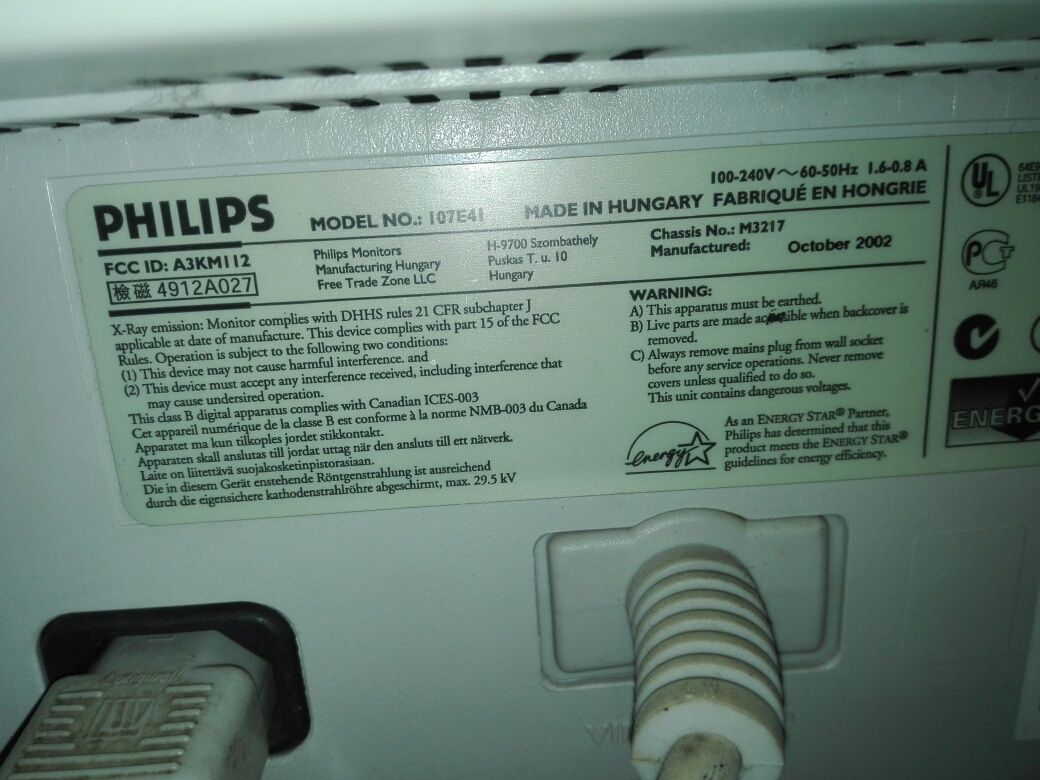 100-240V～60-50Hz 1.6-0.8 A
PHILIPS MODEL NO.: 107E41 MADE IN HUNGARY FABRIQUÉ EN HONGRIE
FCC ID: A3KM112
檢磁 4912A027
Philips Monitors
Manufacturing Hungary
Free Trade Zone LLC
H-9700 Szombathely
Puskas T. u. 10
Hungary
Chassis No.: M3217
Manufactured: October 2002
X-Ray emission: Monitor complies with DHHS rules 21 CFR subchapter J
applicable at date of manufacture. This device complies with part 15 of the FCC
Rules. Operation is subject to the following two conditions:
(1) This device may not cause harmful interference. and
(2) This device must accept any interference received, including interference that
may cause undersired operation.
This class B digital apparatus complies with Canadian ICES-003
Cet appareil numérique de la classe B est conforme à la norme NMB-003 du Canada
Apparatet ma kun tilkoples jordet stikkontakt.
Apparaten skall anslutas till jordat uttag när den ansluts till ett nätverk.
Laite on liitettävä suojakosketinpistorasiaan.
Die in diesem Gerät enstehende Röntgenstrahlung ist ausreichend
durch die eigensichere kathodenstrahlröhre abgeschirmt, max. 29.5 kV
WARNING:
A) This apparatus must be earthed.
B) Live parts are made when backcover is
removed.
C) Always remove mains plug from wall socket
before any service operations. Never remove
covers unless qualified to do so.
This unit contains dangerous voltages.
energy
As an ENERGY STAR® Partner,
Philips has determined that this
product meets the ENERGY STAR®
guidelines for energy efficiency.
UL
®
PCT
АЯ46
ENERG